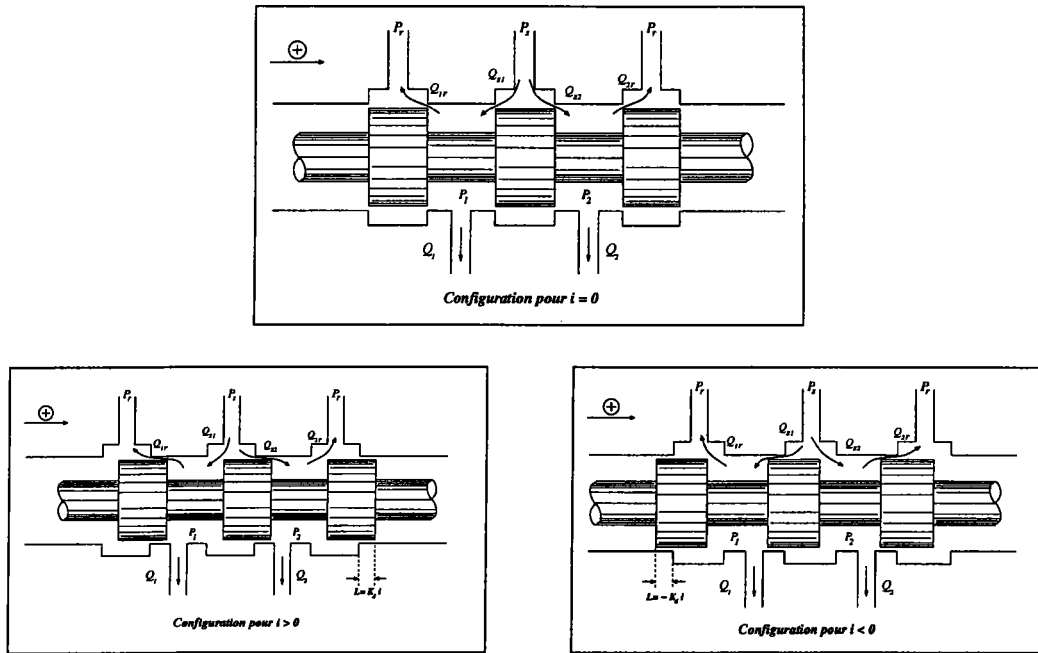 P_r P_s P_r
⊕
Q_1r Q_s1 Q_s2 Q_2r
P_1 P_2
Q_1 Q_2
Configuration pour i = 0
P_r P_s P_r
⊕
Q_1r Q_s1 Q_s2 Q_2r
P_1 P_2
Q_1 Q_2
Configuration pour i > 0
P_r P_s P_r
⊕
Q_1r Q_s1 Q_s2 Q_2r
P_1 P_2
Q_1 Q_2
Configuration pour i < 0